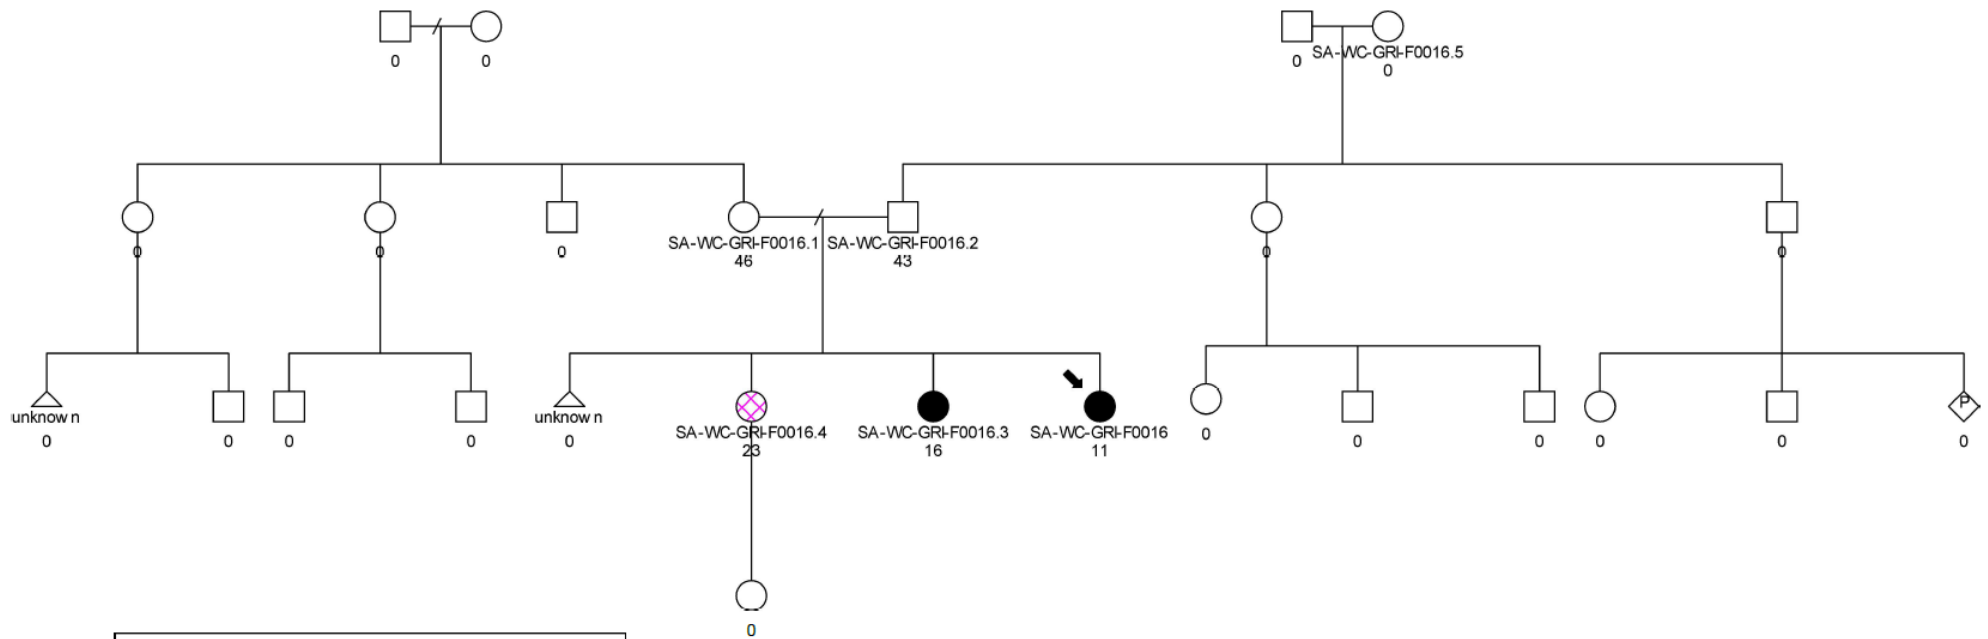 0
0
0
SA-WC-GRI-F0016.5
0
0
0
0
SA-WC-GRI-F0016.1
46
SA-WC-GRI-F0016.2
43
0
0
unknown
0
0
0
0
unknown
0
SA-WC-GRI-F0016.4
23
SA-WC-GRI-F0016.3
16
SA-WC-GRI-F0016
11
0
0
0
0
0
P
0
0